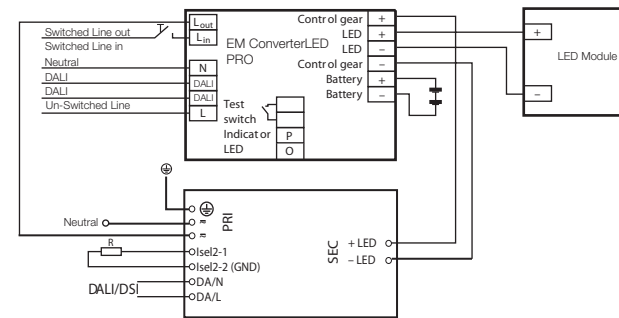 Switched Line out
Switched Line in
Neutral
DALI
DALI
Un-Switched Line
Lout
Lin
N
DALI
DALI
L
EM ConverterLED
PRO
Test
switch
Indicator
LED
P
O
Control gear +
LED +
LED –
Control gear –
Battery +
Battery –
+
–
LED Module
Neutral
R
DALI/DSI
≂
≂
PRI
Isel2-1
Isel2-2 (GND)
DA/N
DA/L
SEC
+ LED
– LED